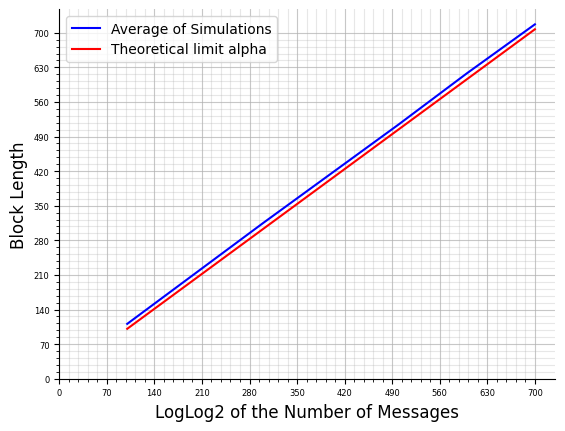 Average of Simulations
Theoretical limit alpha
Block Length
700
630
560
490
420
350
280
210
140
70
0
0 70 140 210 280 350 420 490 560 630 700
LogLog2 of the Number of Messages